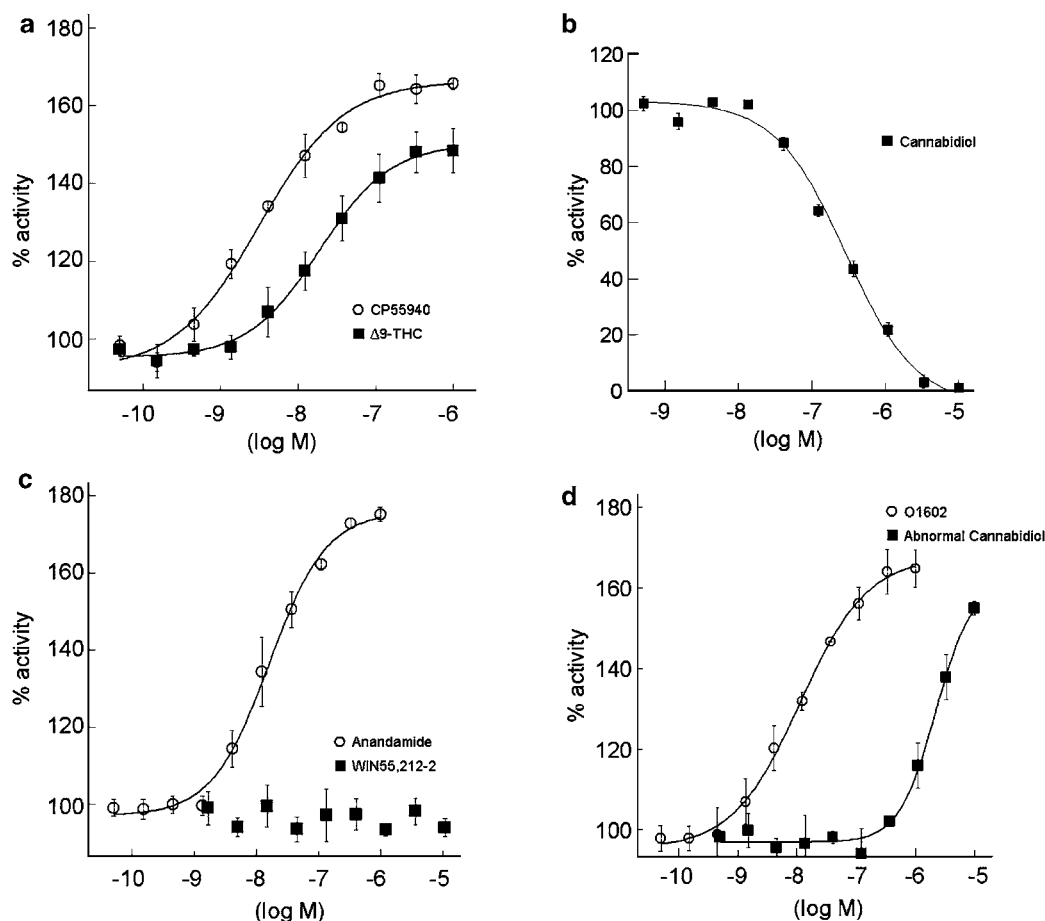 a
180
160
140
120
100
% activity
CP55940
Δ9-THC
-10 -9 -8 -7 -6
(log M)
b
120
100
80
60
40
20
0
% activity
Cannabidiol
-9 -8 -7 -6 -5
(log M)
c
180
160
140
120
100
% activity
Anandamide
WIN55,212-2
-10 -9 -8 -7 -6 -5
(log M)
d
180
160
140
120
100
% activity
O1602
Abnormal Cannabidiol
-10 -9 -8 -7 -6 -5
(log M)